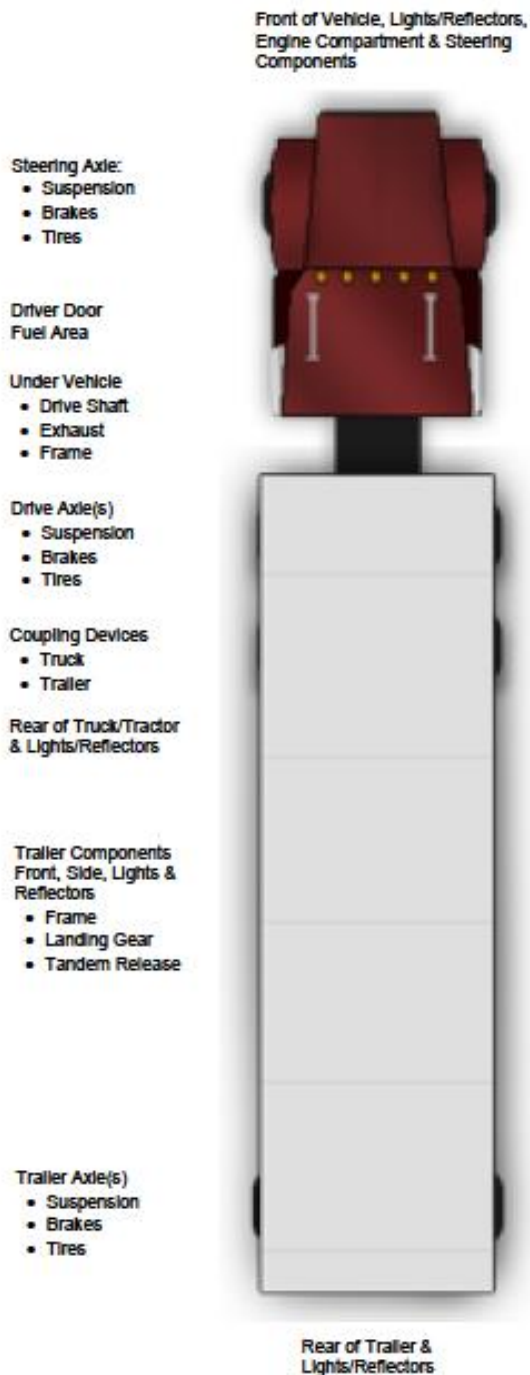 Front of Vehicle, Lights/Reflectors,
Engine Compartment & Steering
Components
Steering Axle:
• Suspension
• Brakes
• Tires
Driver Door
Fuel Area
Under Vehicle
• Drive Shaft
• Exhaust
• Frame
Drive Axle(s)
• Suspension
• Brakes
• Tires
Coupling Devices
• Truck
• Trailer
Rear of Truck/Tractor
& Lights/Reflectors
Trailer Components
Front, Side, Lights &
Reflectors
• Frame
• Landing Gear
• Tandem Release
Trailer Axle(s)
• Suspension
• Brakes
• Tires
Rear of Trailer &
Lights/Reflectors